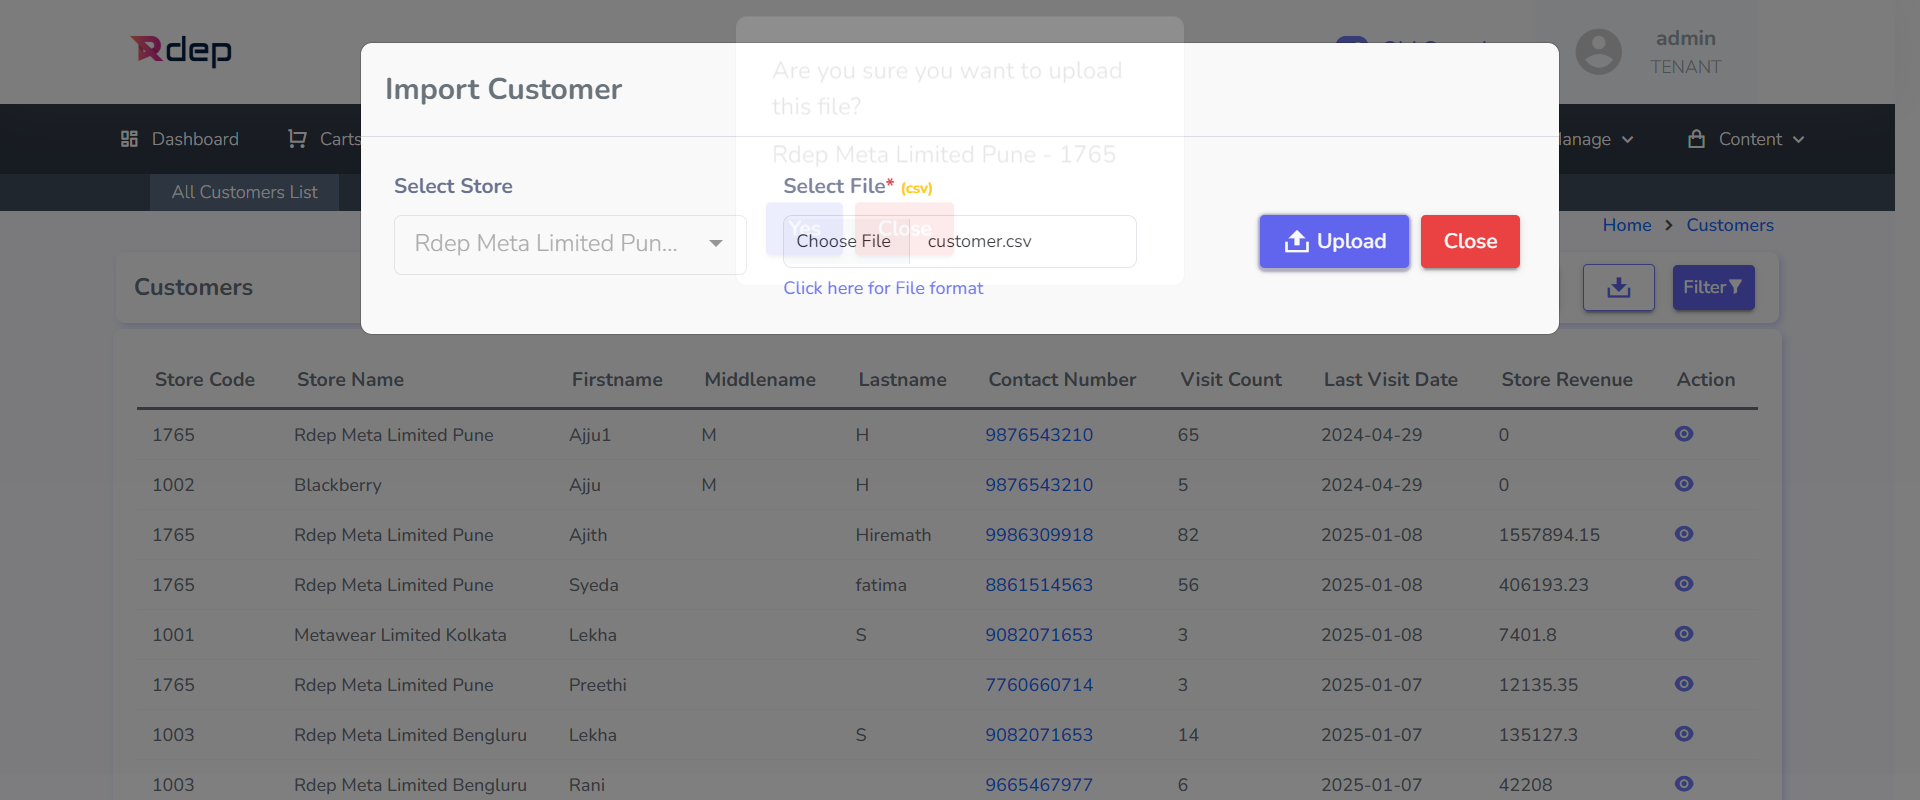 Rdep
admin
TENANT
Import Customer
Are you sure you want to upload
this file?
Rdep Meta Limited Pune - 1765
Yes
Close
Dashboard
Carts
Content
All Customers List
Select Store
Select File* (csv)
Rdep Meta Limited Pun...
Choose File
customer.csv
Upload
Close
Click here for File format
Home
Customers
Customers
Filter
Store Code Store Name Firstname Middlename Lastname Contact Number Visit Count Last Visit Date Store Revenue Action
1765 Rdep Meta Limited Pune Ajju1 M H 9876543210 65 2024-04-29 0
1002 Blackberry Ajju M H 9876543210 5 2024-04-29 0
1765 Rdep Meta Limited Pune Ajith Hiremath 9986309918 82 2025-01-08 1557894.15
1765 Rdep Meta Limited Pune Syeda fatima 8861514563 56 2025-01-08 406193.23
1001 Metawear Limited Kolkata Lekha S 9082071653 3 2025-01-08 7401.8
1765 Rdep Meta Limited Pune Preethi 7760660714 3 2025-01-07 12135.35
1003 Rdep Meta Limited Bengluru Lekha S 9082071653 14 2025-01-07 135127.3
1003 Rdep Meta Limited Bengluru Rani 9665467977 6 2025-01-07 42208